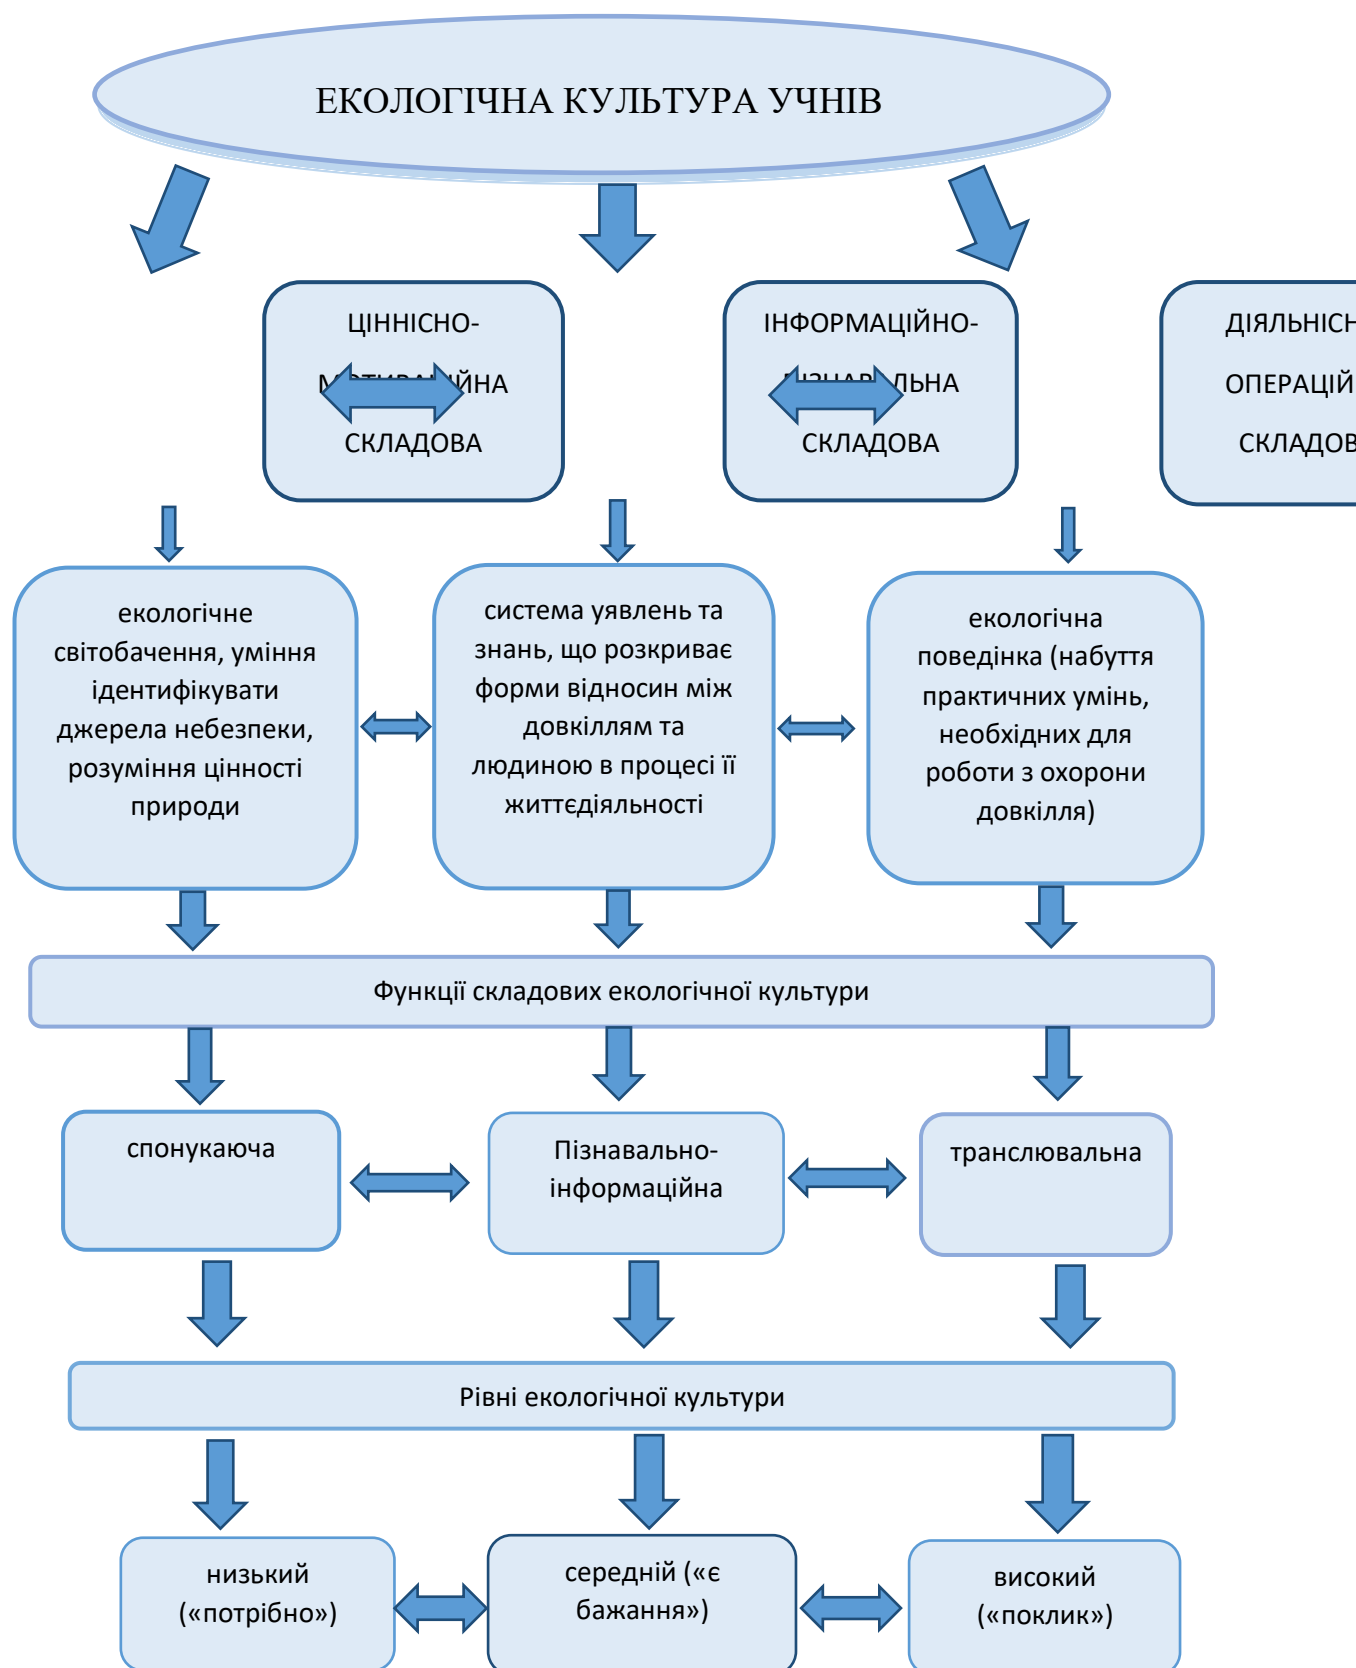 ЕКОЛОГІЧНА КУЛЬТУРА УЧНІВ
ЦІННІСНО-
СКЛАДОВА
ІНФОРМАЦІЙНО-
СКЛАДОВА
екологічне
світобачення, уміння
ідентифікувати
джерела небезпеки,
розуміння цінності
природи
система уявлень та
знань, що розкриває
форми відносин між
довкіллям та
людиною в процесі її
життєдіяльності
екологічна
поведінка (набуття
практичних умінь,
необхідних для
роботи з охорони
довкілля)
Функції складових екологічної культури
спонукаюча
Пізнавально-
інформаційна
транслювальна
Рівні екологічної культури
низький
(«потрібно»)
середній («є
бажання»)
високий
(«поклик»)